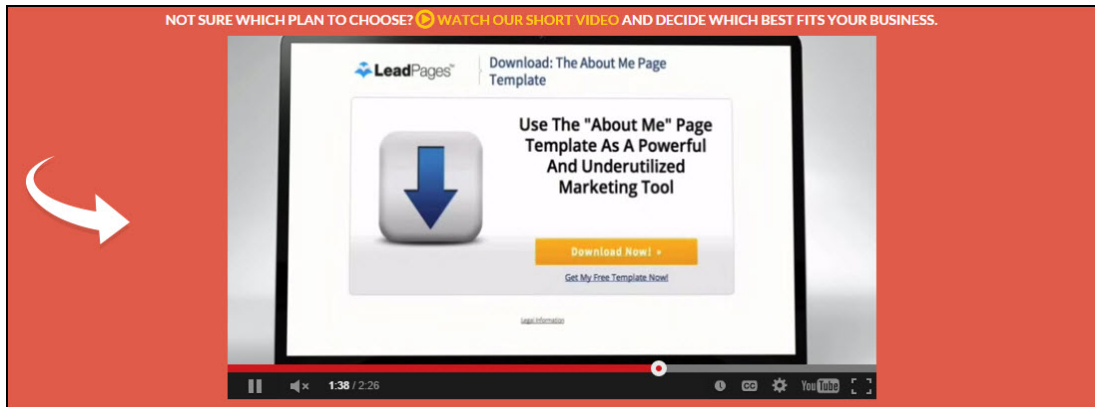 NOT SURE WHICH PLAN TO CHOOSE? WATCH OUR SHORT VIDEO AND DECIDE WHICH BEST FITS YOUR BUSINESS.
LeadPages™
Download: The About Me Page
Template
Use The "About Me" Page
Template As A Powerful
And Underutilized
Marketing Tool
Download Now! »
Get My Free Template Now!
Legal Information
1:38 / 2:26
CC
YouTube